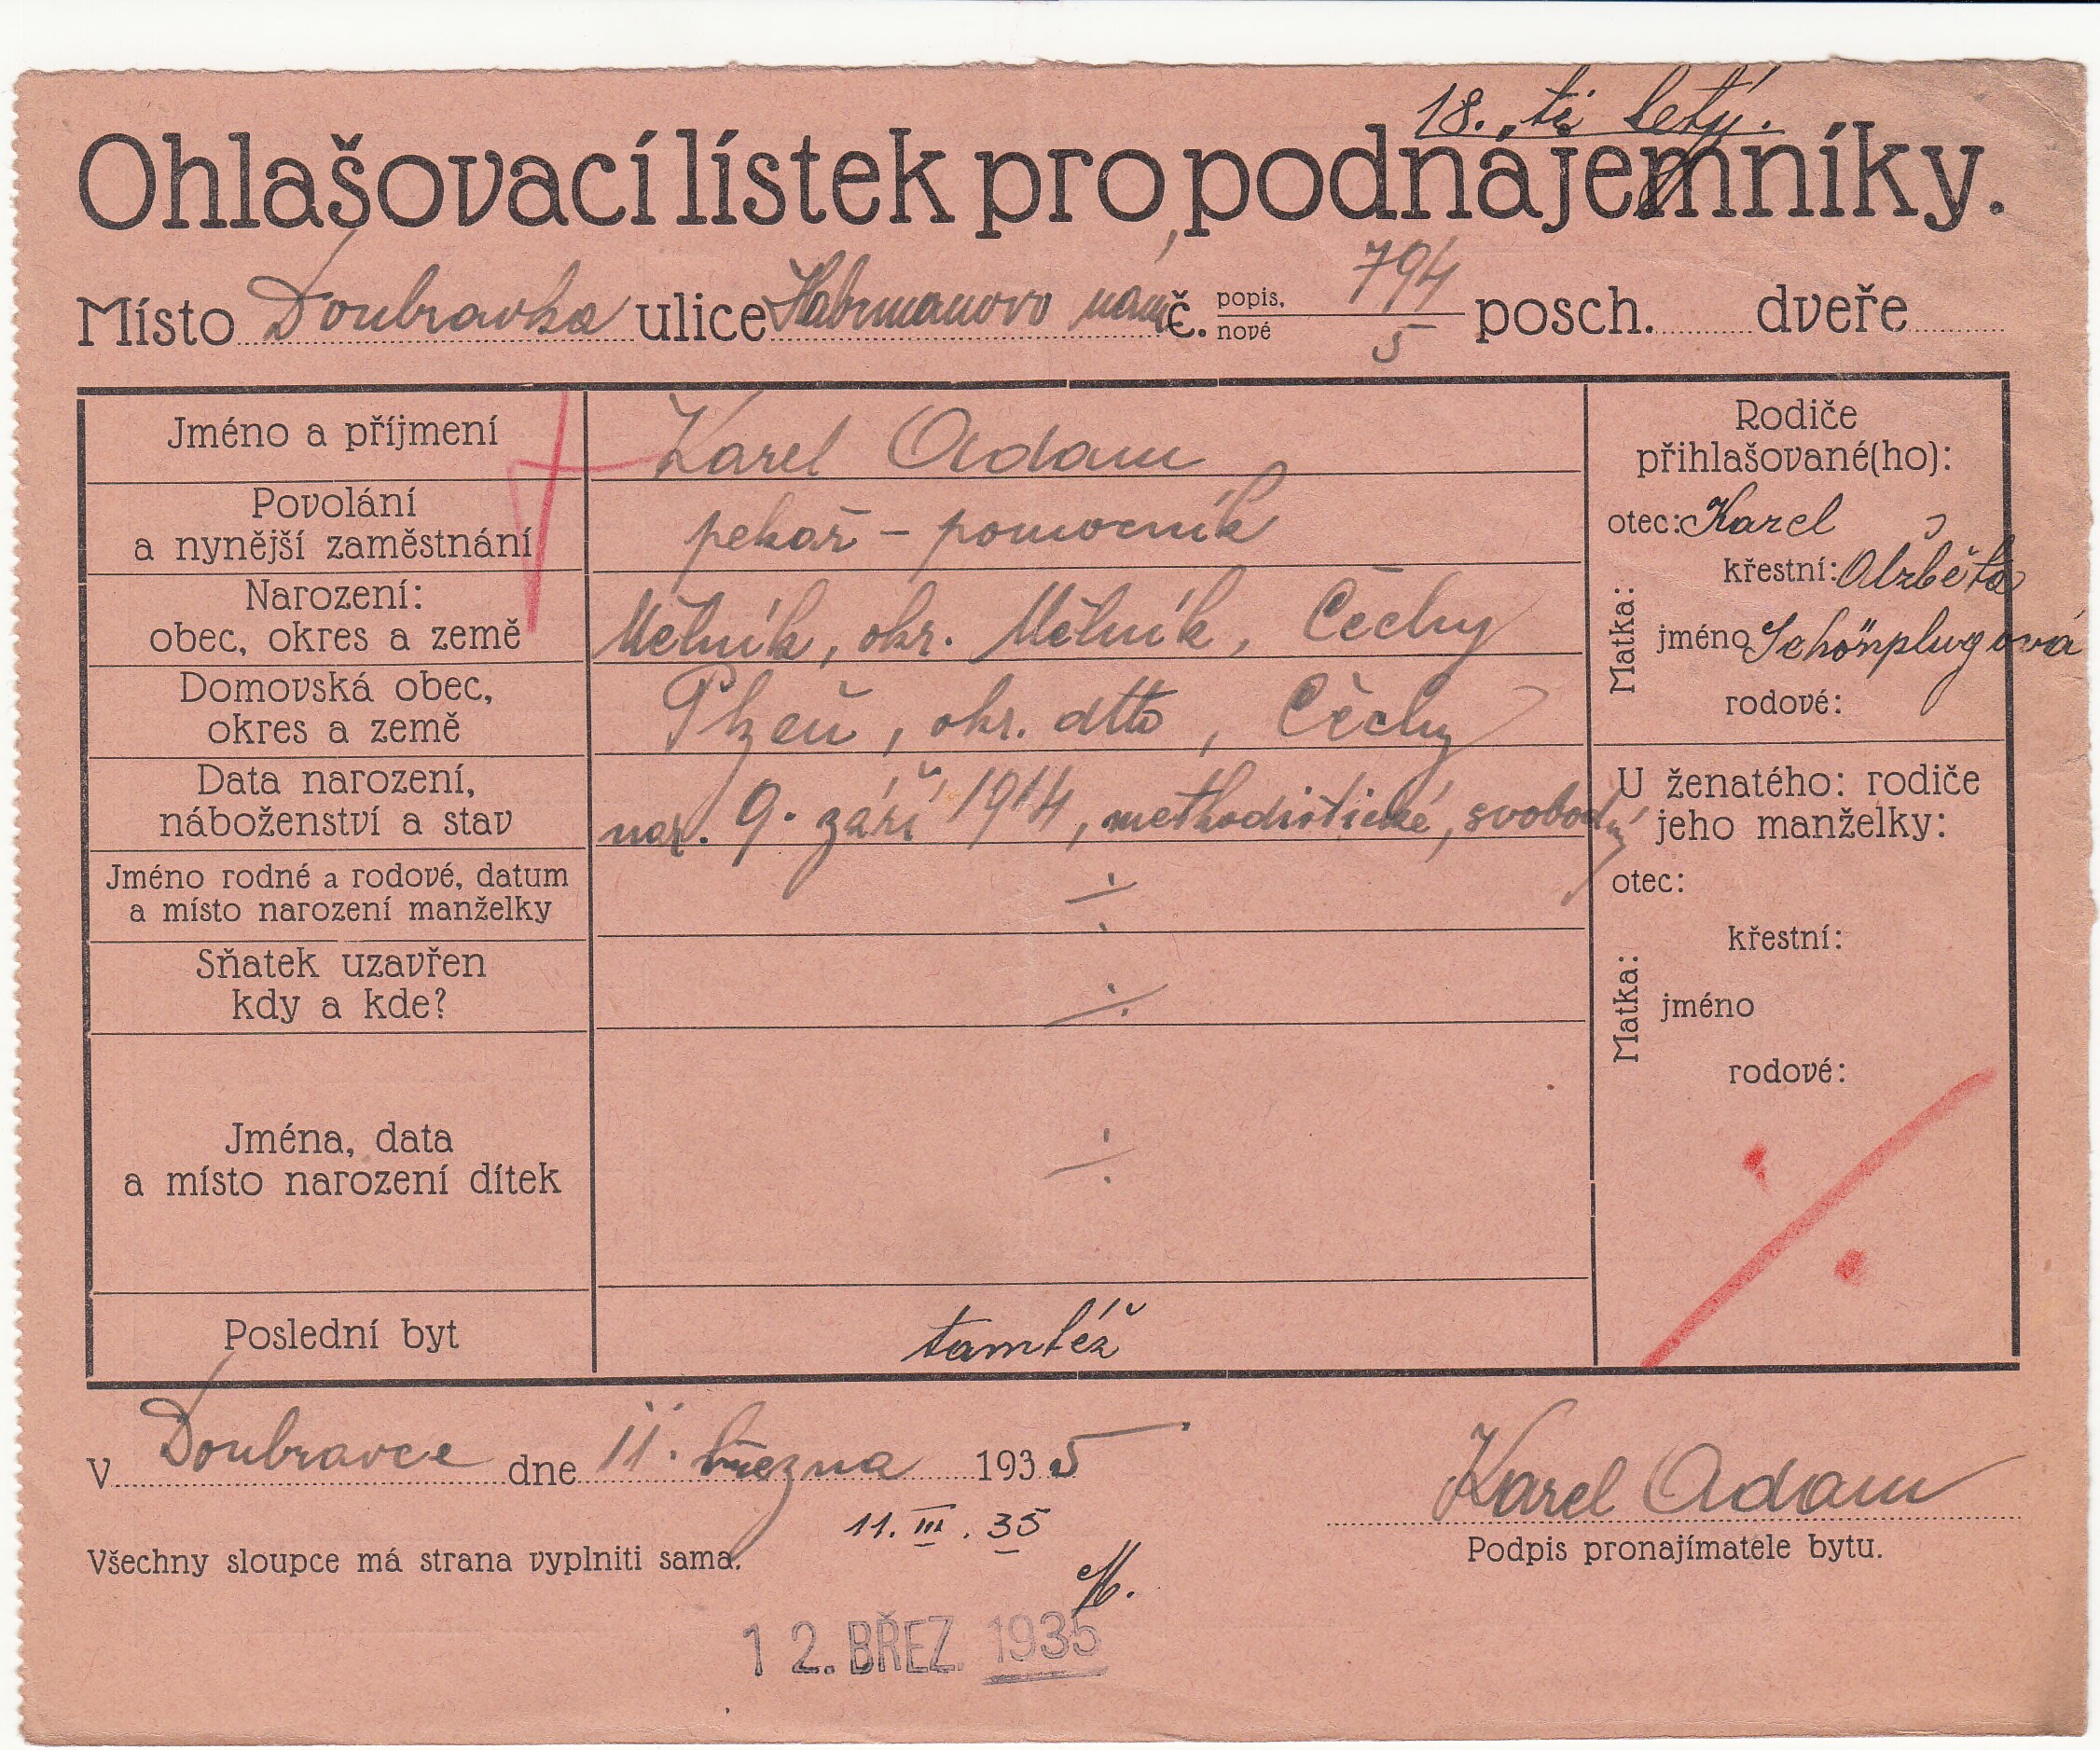 18. ti letý.
Ohlašovací lístek pro podnájemníky.
Místo Doubravka ulice Habrmanovo nám. č. popis. 794 nové 5 posch. dveře
Jméno a příjmení
Karel Adam
Povolání
a nynější zaměstnání
pekař - pomocník
Narození:
obec, okres a země
Mělník, okr. Mělník, Čechy
Domovská obec,
okres a země
Plzeň, okr. dtto, Čechy
Data narození,
náboženství a stav
nar. 9. září 1914, methodistické, svobodný
Jméno rodné a rodové, datum
a místo narození manželky
÷
Sňatek uzavřen
kdy a kde?
÷
Jména, data
a místo narození dítek
÷
Poslední byt
tamtéž
Rodiče
přihlašované(ho):
otec: Karel
Matka:
křestní: Alžběta
jméno Schönplugová
rodové:
U ženatého: rodiče
jeho manželky:
otec:
Matka:
křestní:
jméno
rodové:
V Doubravce dne 11. března 1935
11. III. 35
Karel Adam
Podpis pronajímatele bytu.
Všechny sloupce má strana vyplniti sama.
12. BŘEZ. 1935